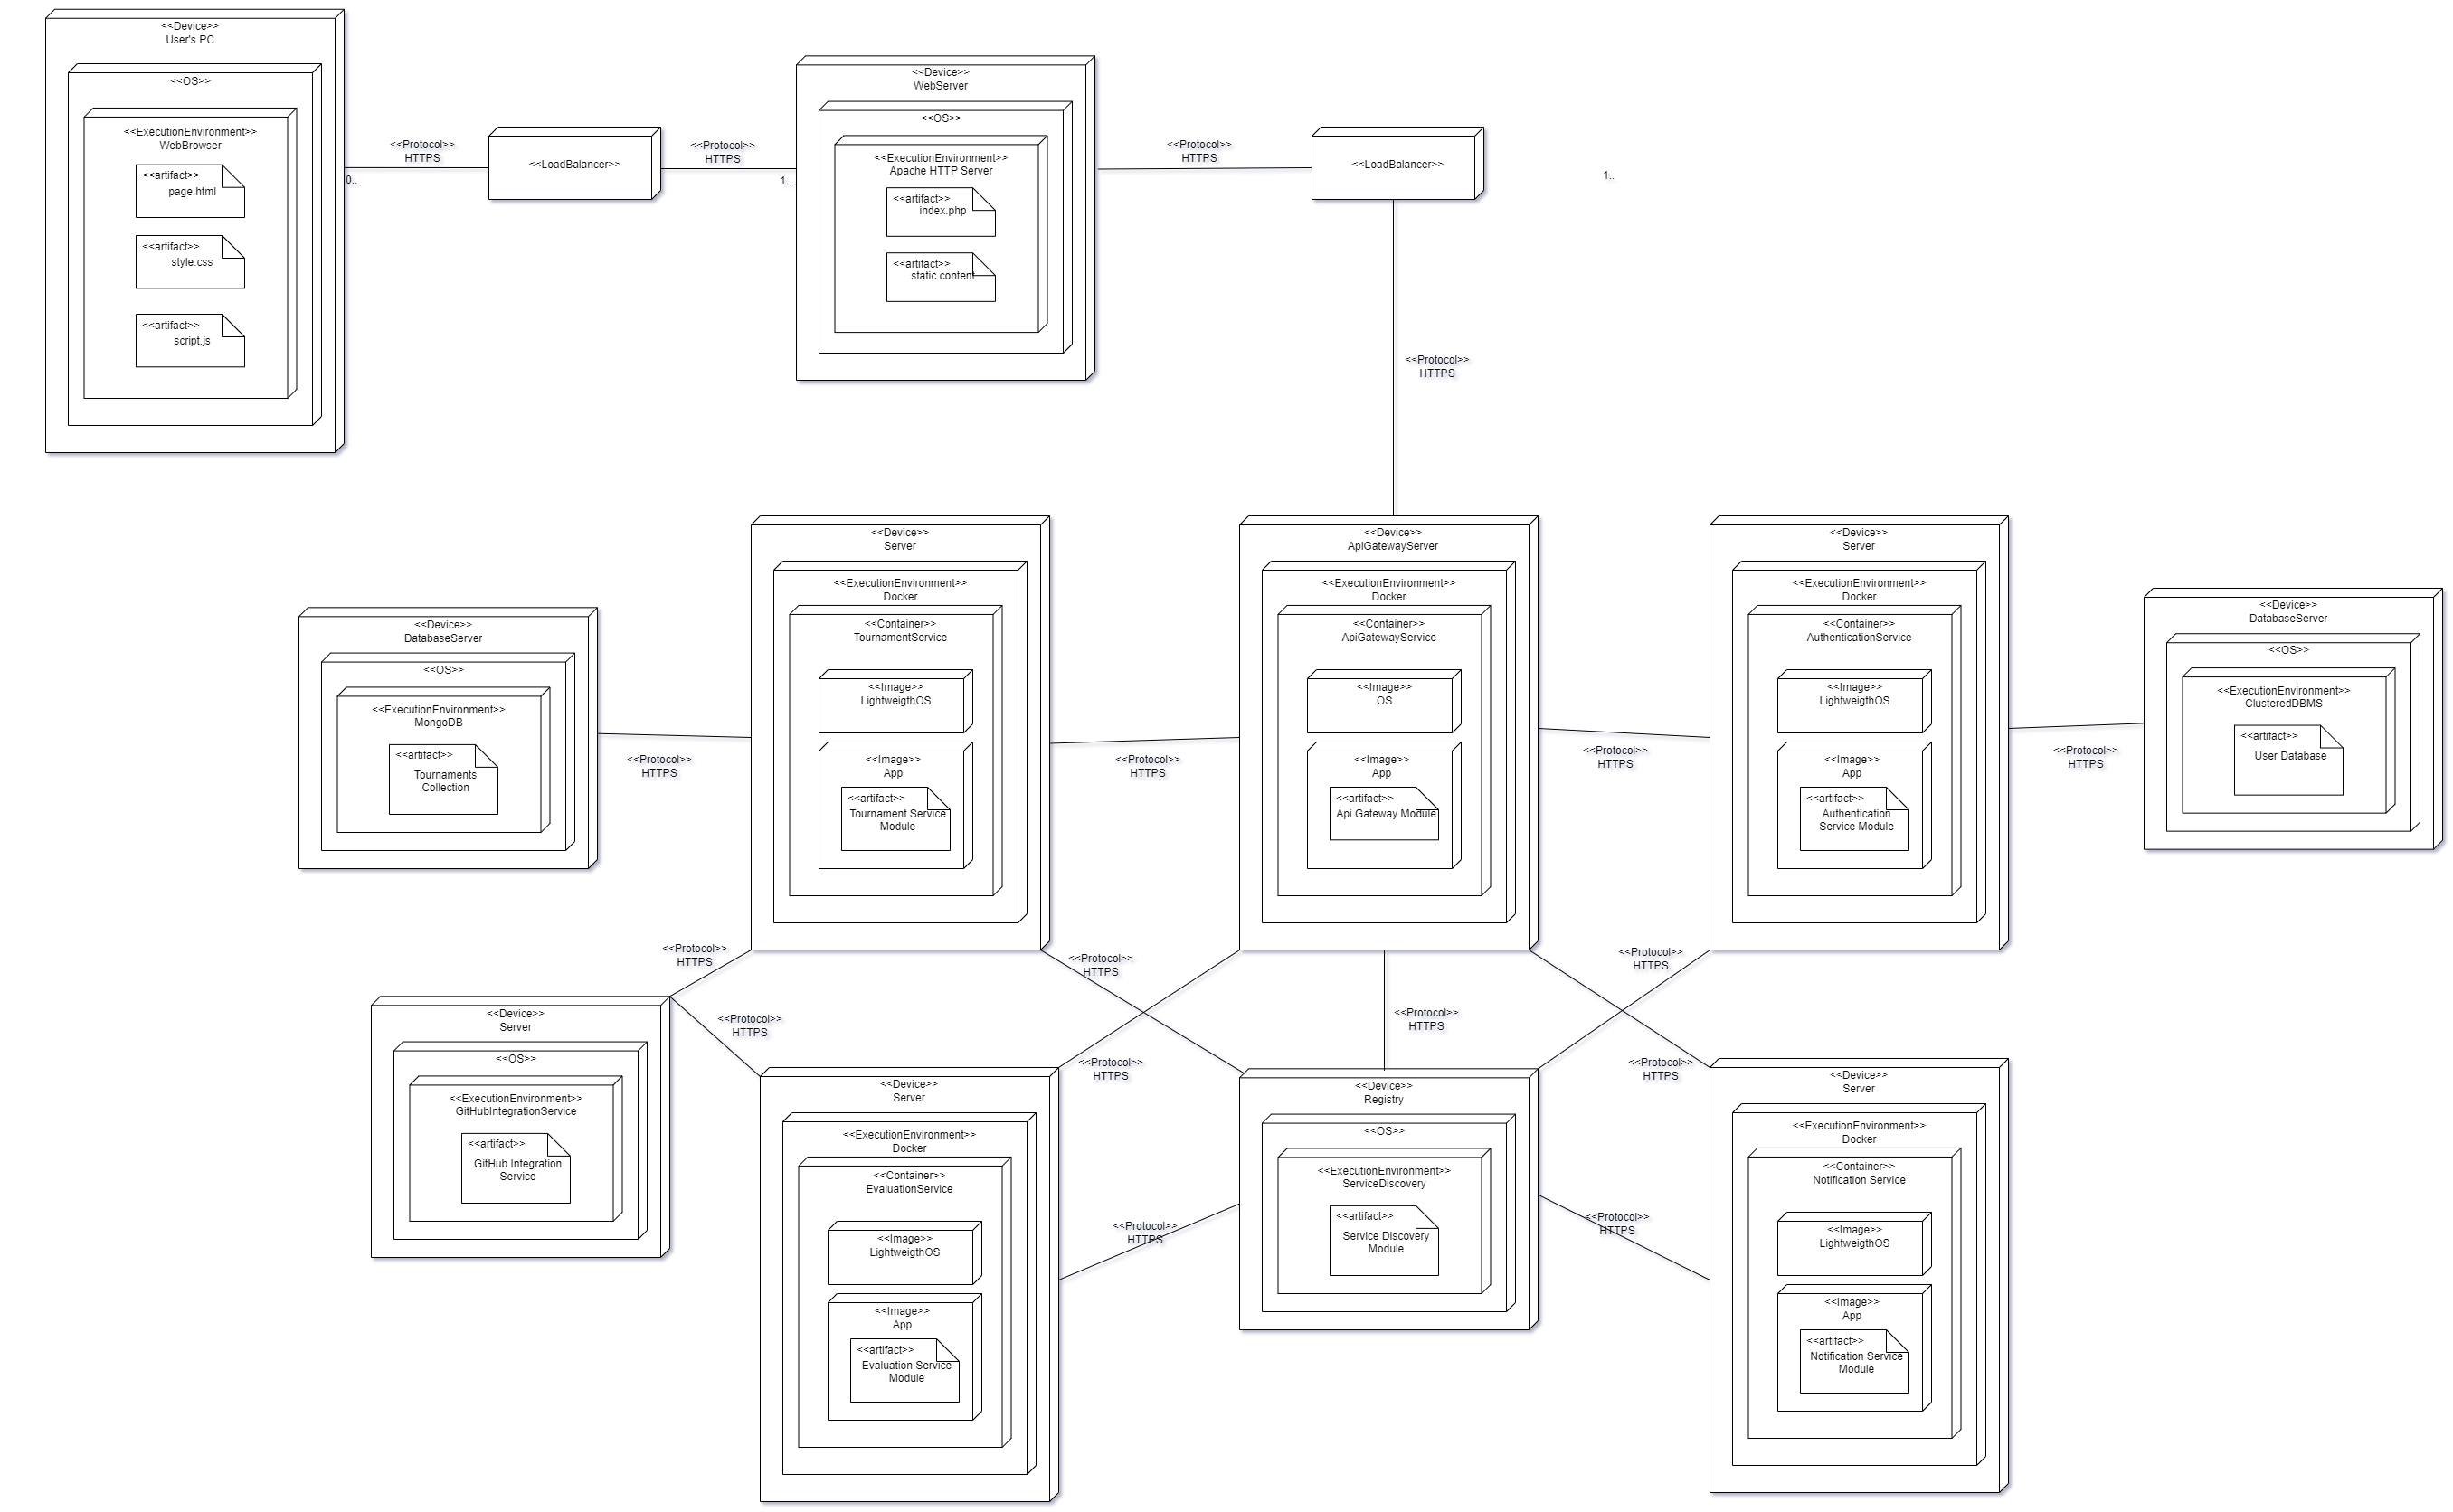 <<Device>>
User's PC
<<OS>>
<<ExecutionEnvironment>>
WebBrowser
<<artifact>>
page.html
<<artifact>>
style.css
<<artifact>>
script.js
<<Protocol>>
HTTPS
0..
<<LoadBalancer>>
<<Protocol>>
HTTPS
1..
<<Device>>
WebServer
<<OS>>
<<ExecutionEnvironment>>
Apache HTTP Server
<<artifact>>
index.php
<<artifact>>
static content
<<Protocol>>
HTTPS
<<LoadBalancer>>
1..
<<Protocol>>
HTTPS
<<Device>>
DatabaseServer
<<OS>>
<<ExecutionEnvironment>>
MongoDB
<<artifact>>
Tournaments
Collection
<<Protocol>>
HTTPS
<<Device>>
Server
<<ExecutionEnvironment>>
Docker
<<Container>>
TournamentService
<<Image>>
LightweigthOS
<<Image>>
App
<<artifact>>
Tournament Service
Module
<<Protocol>>
HTTPS
<<Device>>
ApiGatewayServer
<<ExecutionEnvironment>>
Docker
<<Container>>
ApiGatewayService
<<Image>>
OS
<<Image>>
App
<<artifact>>
Api Gateway Module
<<Protocol>>
HTTPS
<<Device>>
Server
<<ExecutionEnvironment>>
Docker
<<Container>>
AuthenticationService
<<Image>>
LightweigthOS
<<Image>>
App
<<artifact>>
Authentication
Service Module
<<Protocol>>
HTTPS
<<Device>>
DatabaseServer
<<OS>>
<<ExecutionEnvironment>>
ClusteredDBMS
<<artifact>>
User Database
<<Protocol>>
HTTPS
<<Protocol>>
HTTPS
<<Protocol>>
HTTPS
<<Protocol>>
HTTPS
<<Protocol>>
HTTPS
<<Protocol>>
HTTPS
<<Protocol>>
HTTPS
<<Device>>
Server
<<OS>>
<<ExecutionEnvironment>>
GitHubIntegrationService
<<artifact>>
GitHub Integration
Service
<<Device>>
Server
<<ExecutionEnvironment>>
Docker
<<Container>>
EvaluationService
<<Image>>
LightweigthOS
<<Image>>
App
<<artifact>>
Evaluation Service
Module
<<Protocol>>
HTTPS
<<Device>>
Registry
<<OS>>
<<ExecutionEnvironment>>
ServiceDiscovery
<<artifact>>
Service Discovery
Module
<<Protocol>>
HTTPS
<<Device>>
Server
<<ExecutionEnvironment>>
Docker
<<Container>>
Notification Service
<<Image>>
LightweigthOS
<<Image>>
App
<<artifact>>
Notification Service
Module